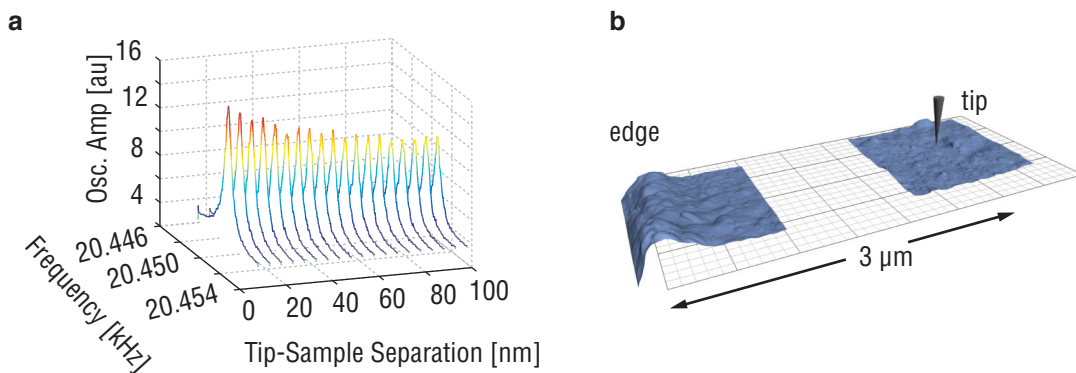 a
16
12
8
4
Osc. Amp [au]
20.446
20.450
20.454
Frequency [kHz]
0
20
40
60
80
100
Tip-Sample Separation [nm]
b
edge
tip
3 µm